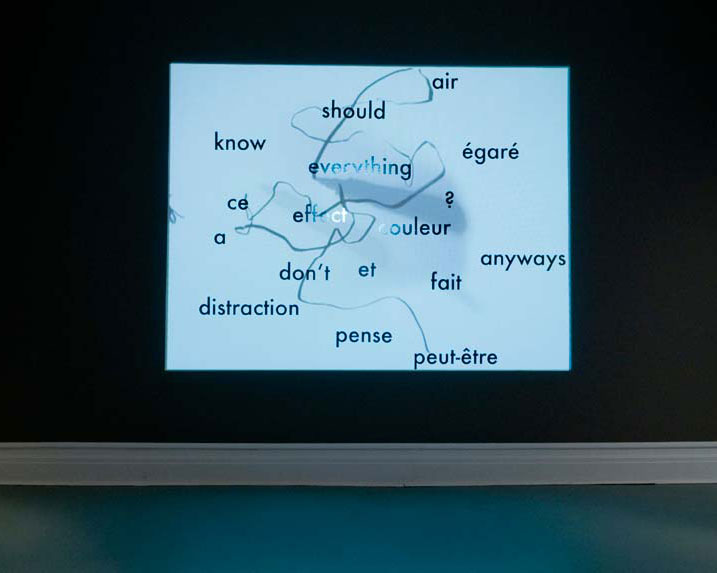 air
should
know
égaré
everything
ce
?
effect
a
couleur
anyways
don't
et
fait
distraction
pense
peut-être